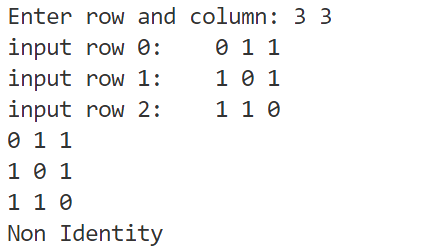 Enter row and column: 3 3
input row 0:    0 1 1
input row 1:    1 0 1
input row 2:    1 1 0
0 1 1
1 0 1
1 1 0
Non Identity